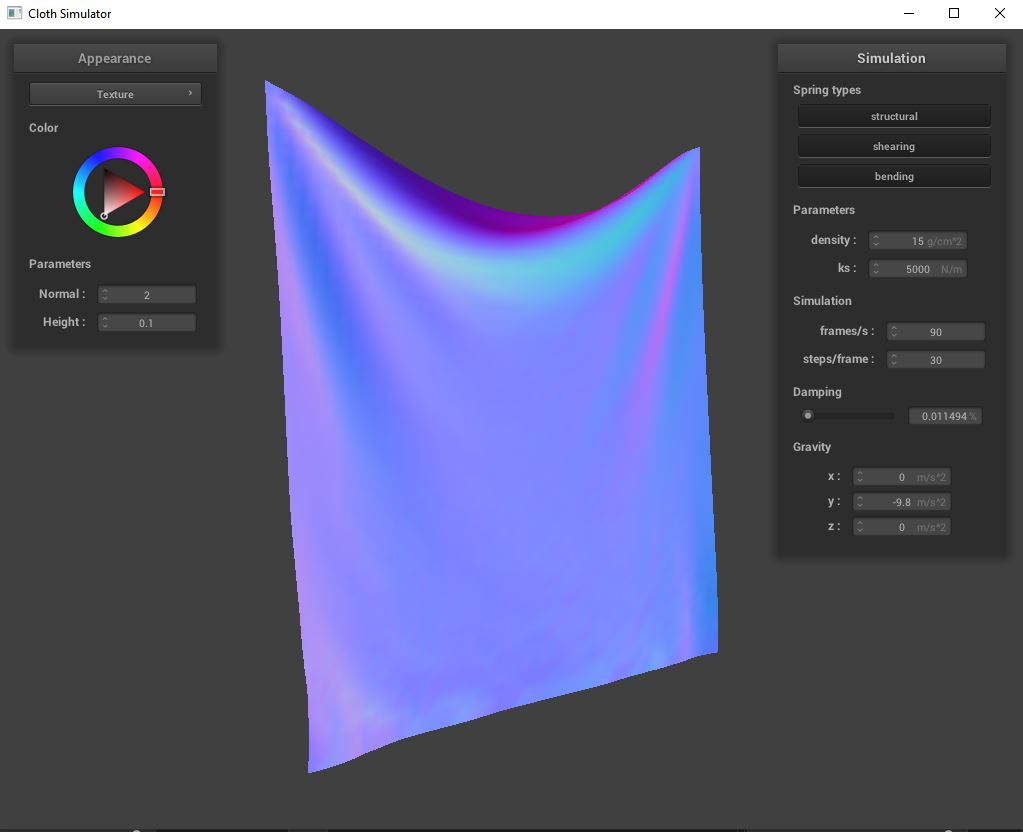 Cloth Simulator
Appearance
Texture
Color
Parameters
Normal : 2
Height : 0.1
Simulation
Spring types
structural
shearing
bending
Parameters
density : 15 g/cm^2
ks : 5000 N/m
Simulation
frames/s : 90
steps/frame : 30
Damping
0.011494 %
Gravity
x : 0 m/s^2
y : -9.8 m/s^2
z : 0 m/s^2